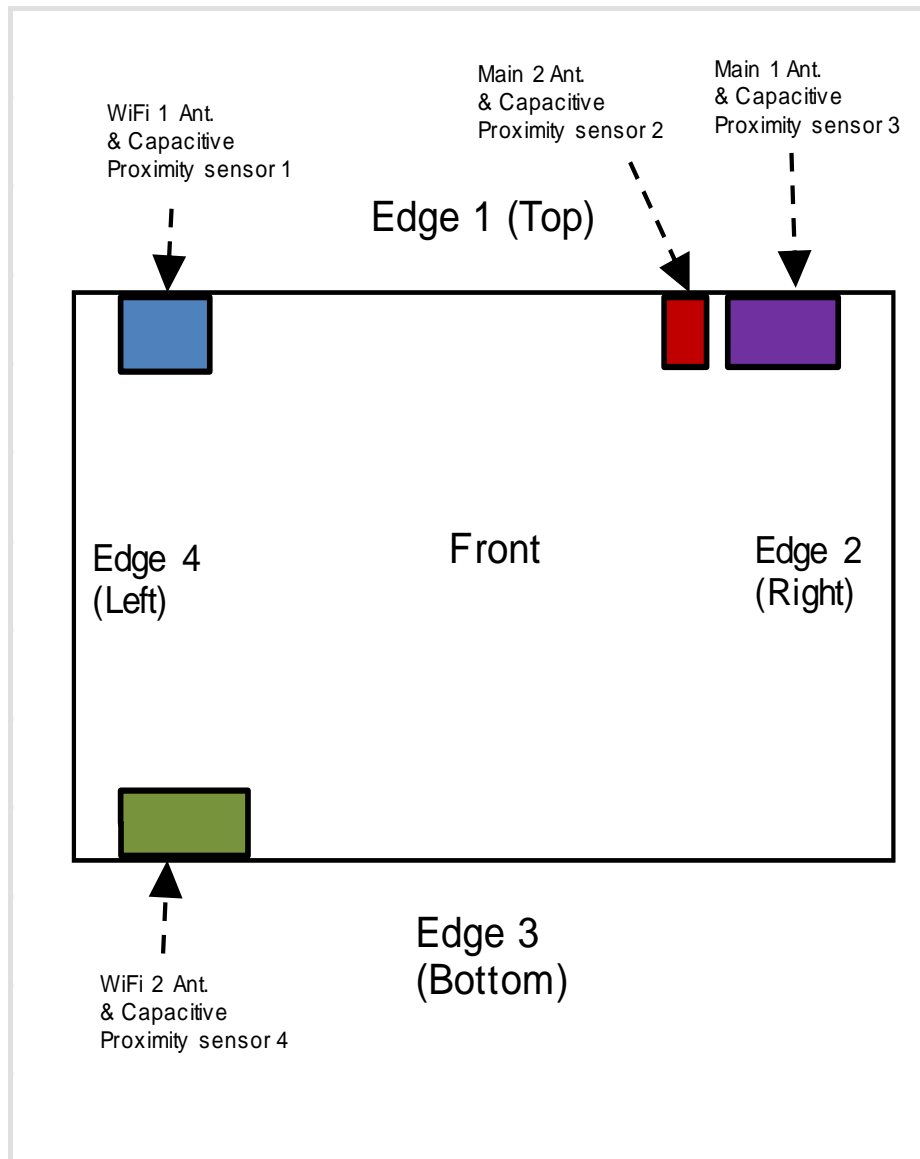 Main 2 Ant.
& Capacitive
Proximity sensor 2
Main 1 Ant.
& Capacitive
Proximity sensor 3
WiFi 1 Ant.
& Capacitive
Proximity sensor 1
Edge 1 (Top)
Edge 4
(Left)
Front
Edge 2
(Right)
Edge 3
(Bottom)
WiFi 2 Ant.
& Capacitive
Proximity sensor 4